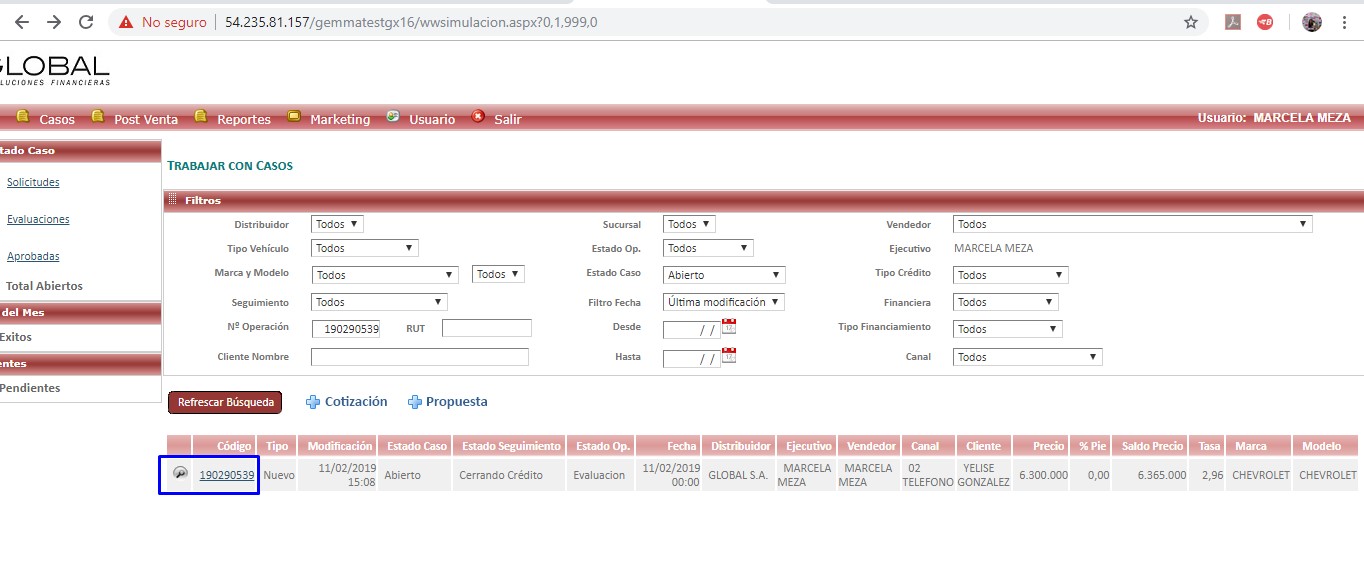 No seguro 54.235.81.157/gemmatestgx16/wwsimulacion.aspx?0,1,999,0
GLOBAL
LUCIONES FINANCIERAS
Casos Post Venta Reportes Marketing Usuario Salir Usuario: MARCELA MEZA
tado Caso
Solicitudes
Evaluaciones
Aprobadas
Total Abiertos
del Mes
Exitos
entes
Pendientes
TRABAJAR CON CASOS
Filtros
Distribuidor Todos Sucursal Todos Vendedor Todos
Tipo Vehículo Todos Estado Op. Todos Ejecutivo MARCELA MEZA
Marca y Modelo Todos Todos Estado Caso Abierto Tipo Crédito Todos
Seguimiento Todos Filtro Fecha Última modificación Financiera Todos
Nº Operación 190290539 RUT Desde / / Tipo Financiamiento Todos
Cliente Nombre Hasta / / Canal Todos
Refrescar Búsqueda Cotización Propuesta
Código Tipo Modificación Estado Caso Estado Seguimiento Estado Op. Fecha Distribuidor Ejecutivo Vendedor Canal Cliente Precio % Pie Saldo Precio Tasa Marca Modelo
190290539 Nuevo 11/02/2019 15:08 Abierto Cerrando Crédito Evaluacion 11/02/2019 00:00 GLOBAL S.A. MARCELA MEZA MARCELA MEZA 02 TELEFONO YELISE GONZALEZ 6.300.000 0,00 6.365.000 2,96 CHEVROLET CHEVROLET